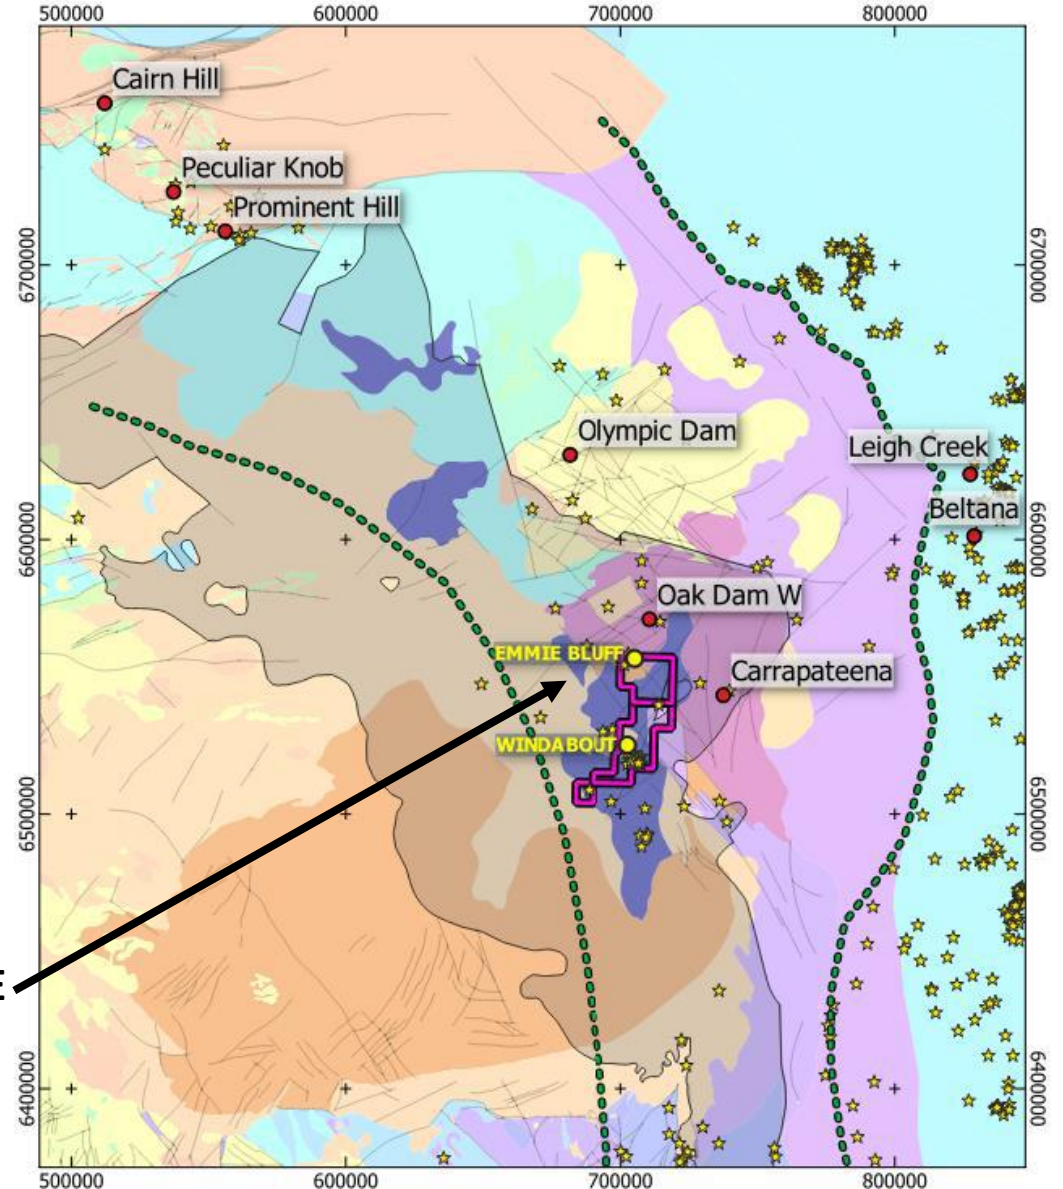 500000 600000 700000 800000
Cairn Hill
Peculiar Knob
Prominent Hill
6700000 6700000
Olympic Dam
Leigh Creek
Beltana
6600000 6600000
Oak Dam W
EMMIE BLUFF
Carrapateena
WINDABOUT
6500000 6500000
E
6400000 6400000
500000 600000 700000 800000